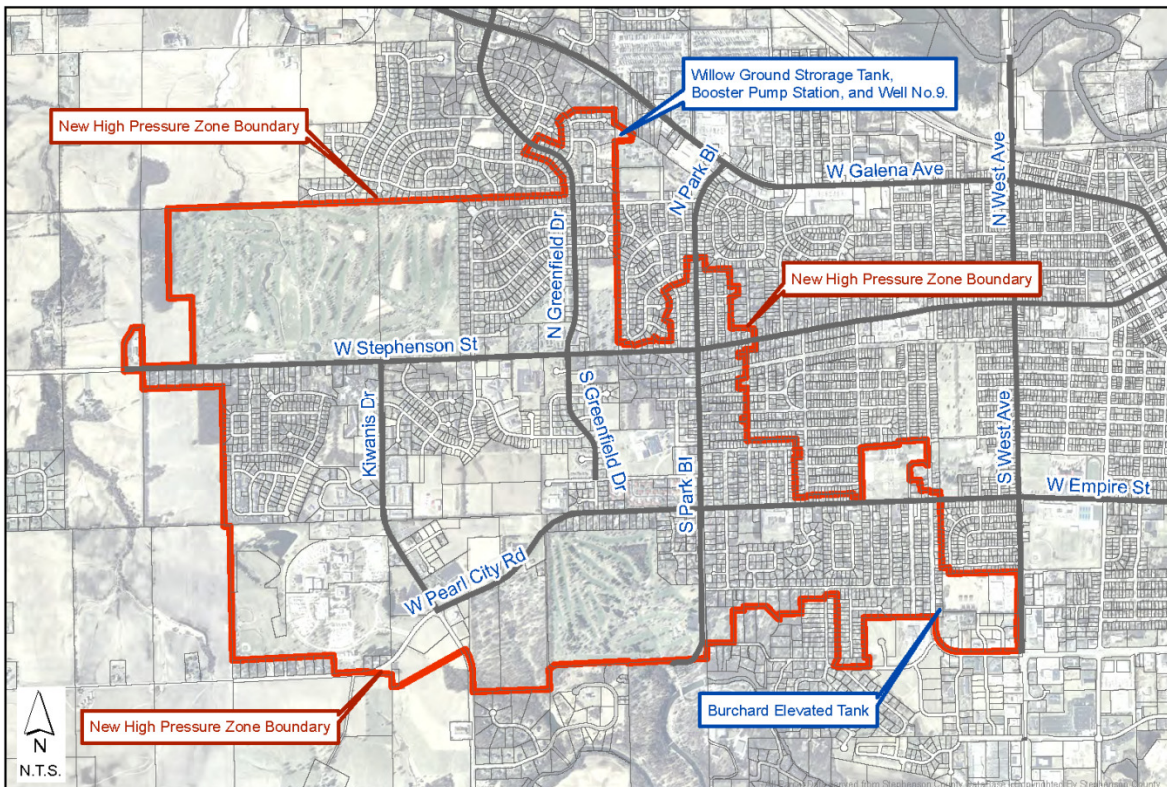 Willow Ground Strorage Tank,
Booster Pump Station, and Well No.9.
New High Pressure Zone Boundary
W Galena Ave
N Park Bl
N West Ave
N Greenfield Dr
New High Pressure Zone Boundary
W Stephenson St
Kiwanis Dr
S Greenfield Dr
S Park Bl
S West Ave
W Empire St
W Pearl City Rd
Burchard Elevated Tank
New High Pressure Zone Boundary
N
N.T.S.